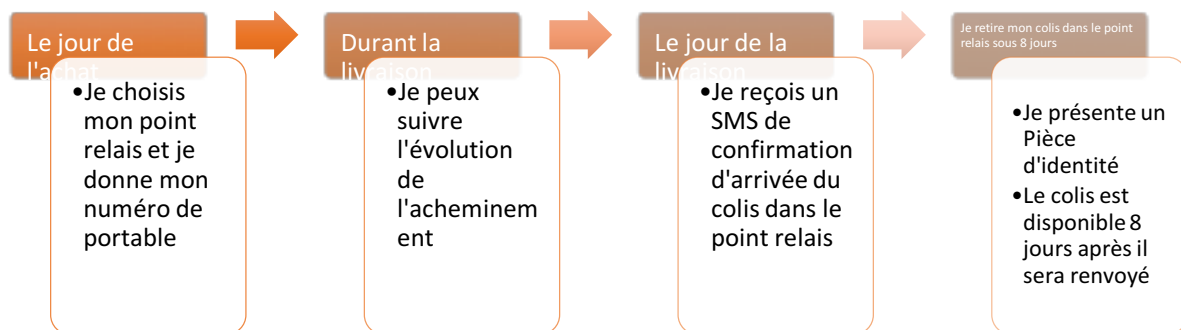 Le jour de
l'achat
•Je choisis
mon point
relais et je
donne mon
numéro de
portable
Durant la
livraison
•Je peux
suivre
l'évolution
de
l'acheminem
ent
Le jour de la
livraison
•Je reçois un
SMS de
confirmation
d'arrivée du
colis dans le
point relais
Je retire mon colis dans le point
relais sous 8 jours
•Je présente un
Pièce
d'identité
•Le colis est
disponible 8
jours après il
sera renvoyé